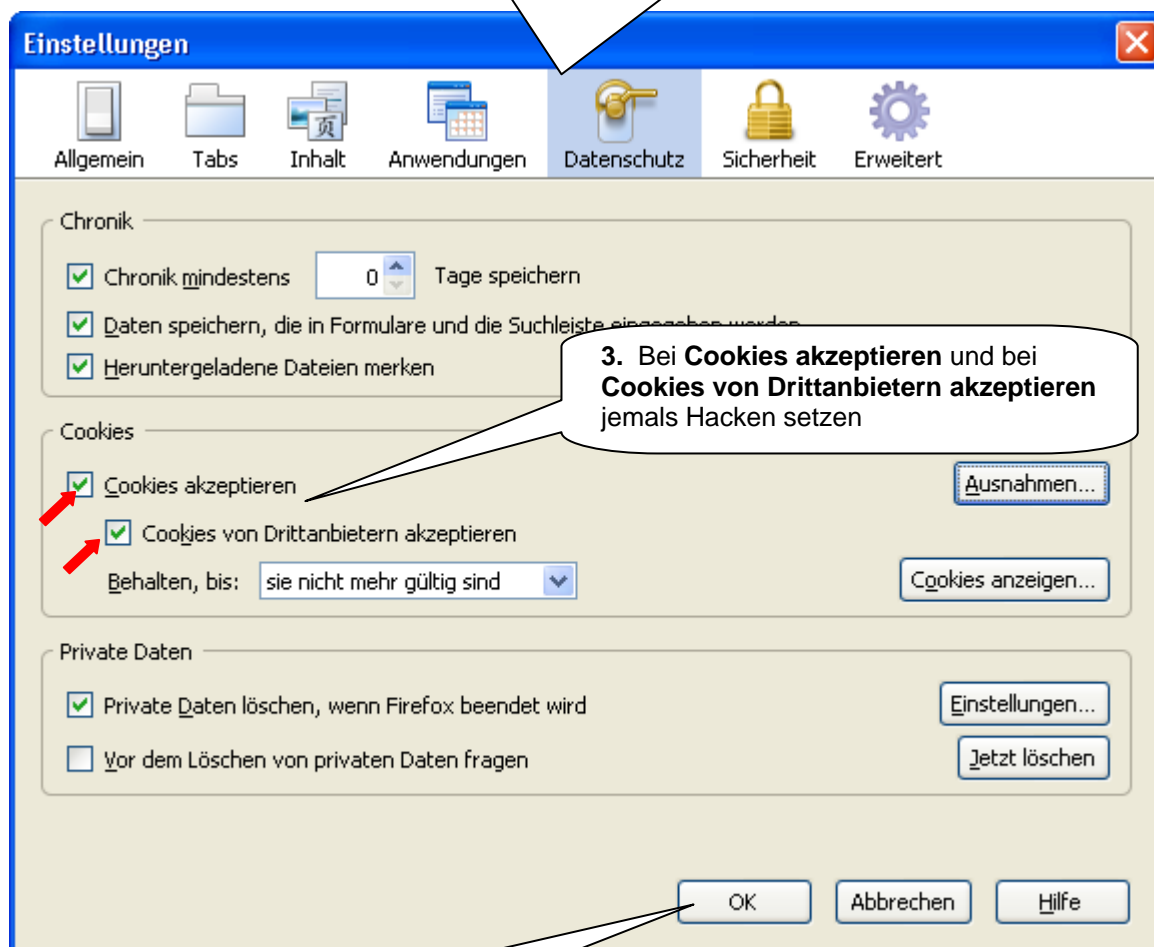 Einstellungen
Allgemein Tabs Inhalt Anwendungen Datenschutz Sicherheit Erweitert
页
Chronik
Chronik mindestens 0 Tage speichern
Daten speichern, die in Formulare und die Suchleiste eingegeben werden
Heruntergeladene Dateien merken
3. Bei Cookies akzeptieren und bei
Cookies von Drittanbietern akzeptieren
jemals Hacken setzen
Cookies
Cookies akzeptieren Ausnahmen...
Cookies von Drittanbietern akzeptieren
Behalten, bis: sie nicht mehr gültig sind Cookies anzeigen...
Private Daten
Private Daten löschen, wenn Firefox beendet wird Einstellungen...
Vor dem Löschen von privaten Daten fragen Jetzt löschen
OK Abbrechen Hilfe